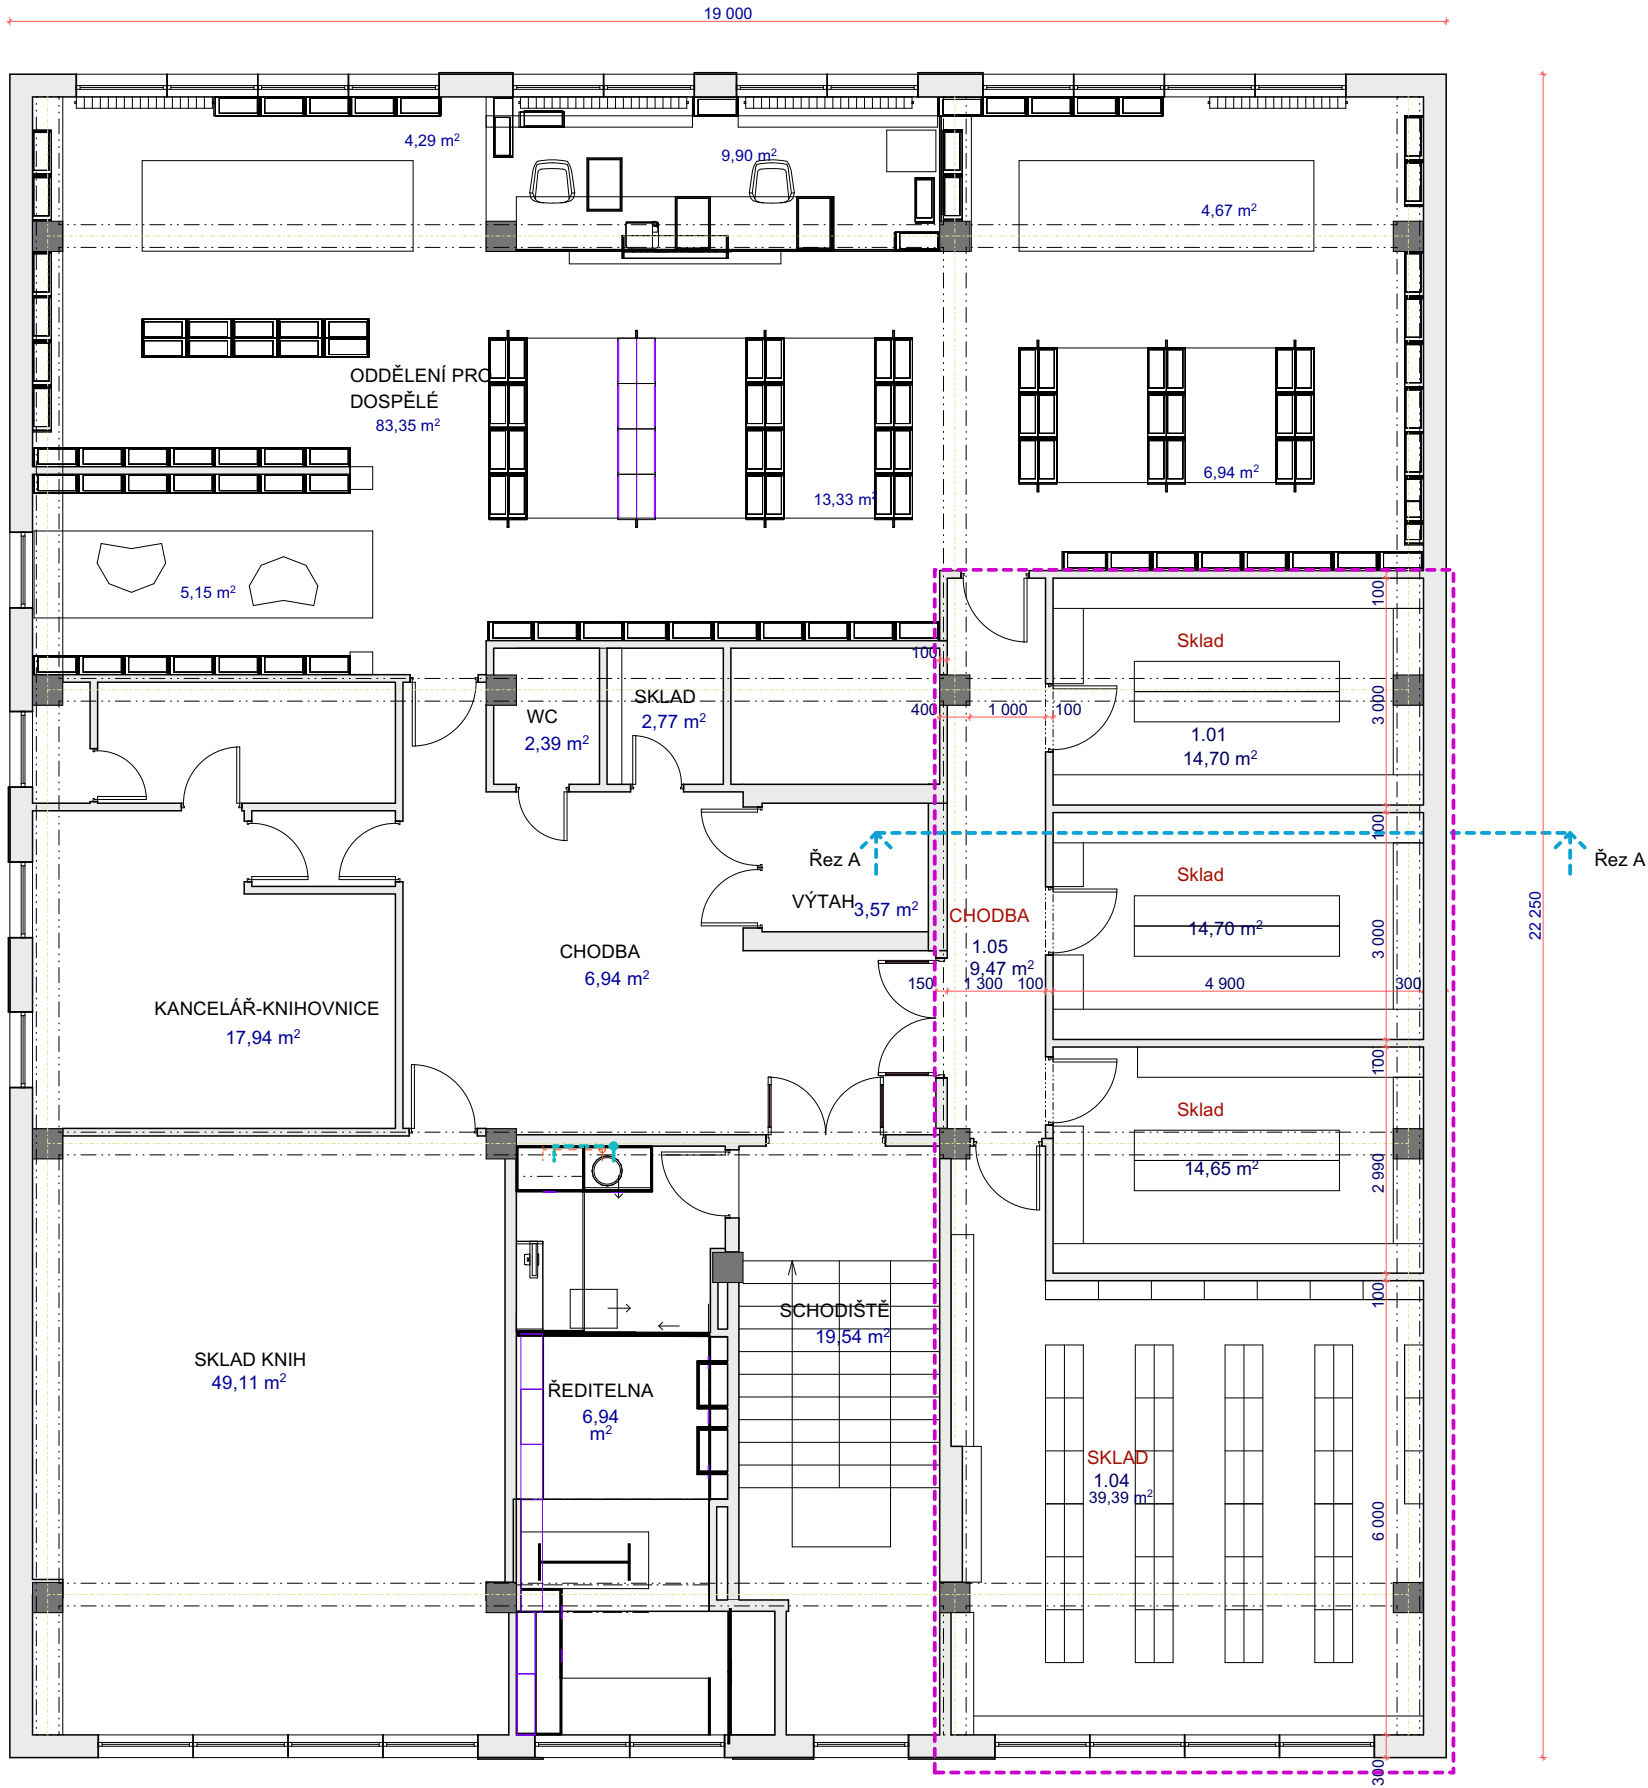 19 000
4,29 m²
9,90 m²
4,67 m²
ODDĚLENÍ PRO
DOSPĚLÉ
83,35 m²
13,33 m²
6,94 m²
5,15 m²
100
Sklad
100
SKLAD
2,77 m²
WC
2,39 m²
400
1 000
100
3 000
1.01
14,70 m²
100
Řez A
Řez A
Sklad
VÝTAH
3,57 m²
CHODBA
14,70 m²
22 250
1.05
3 000
CHODBA
6,94 m²
9,47 m²
150
1 300
100
4 900
300
KANCELÁŘ-KNIHOVNICE
17,94 m²
100
Sklad
14,65 m²
2 990
100
SCHODIŠTĚ
19,54 m²
SKLAD KNIH
49,11 m²
ŘEDITELNA
6,94
m²
SKLAD
1.04
39,39 m²
6 000
300